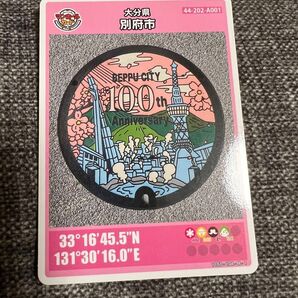 大分県
別府市
44-202-A001
BEPPU CITY
100th
Anniversary
33°16'45.5"N
131°30'16.0"E